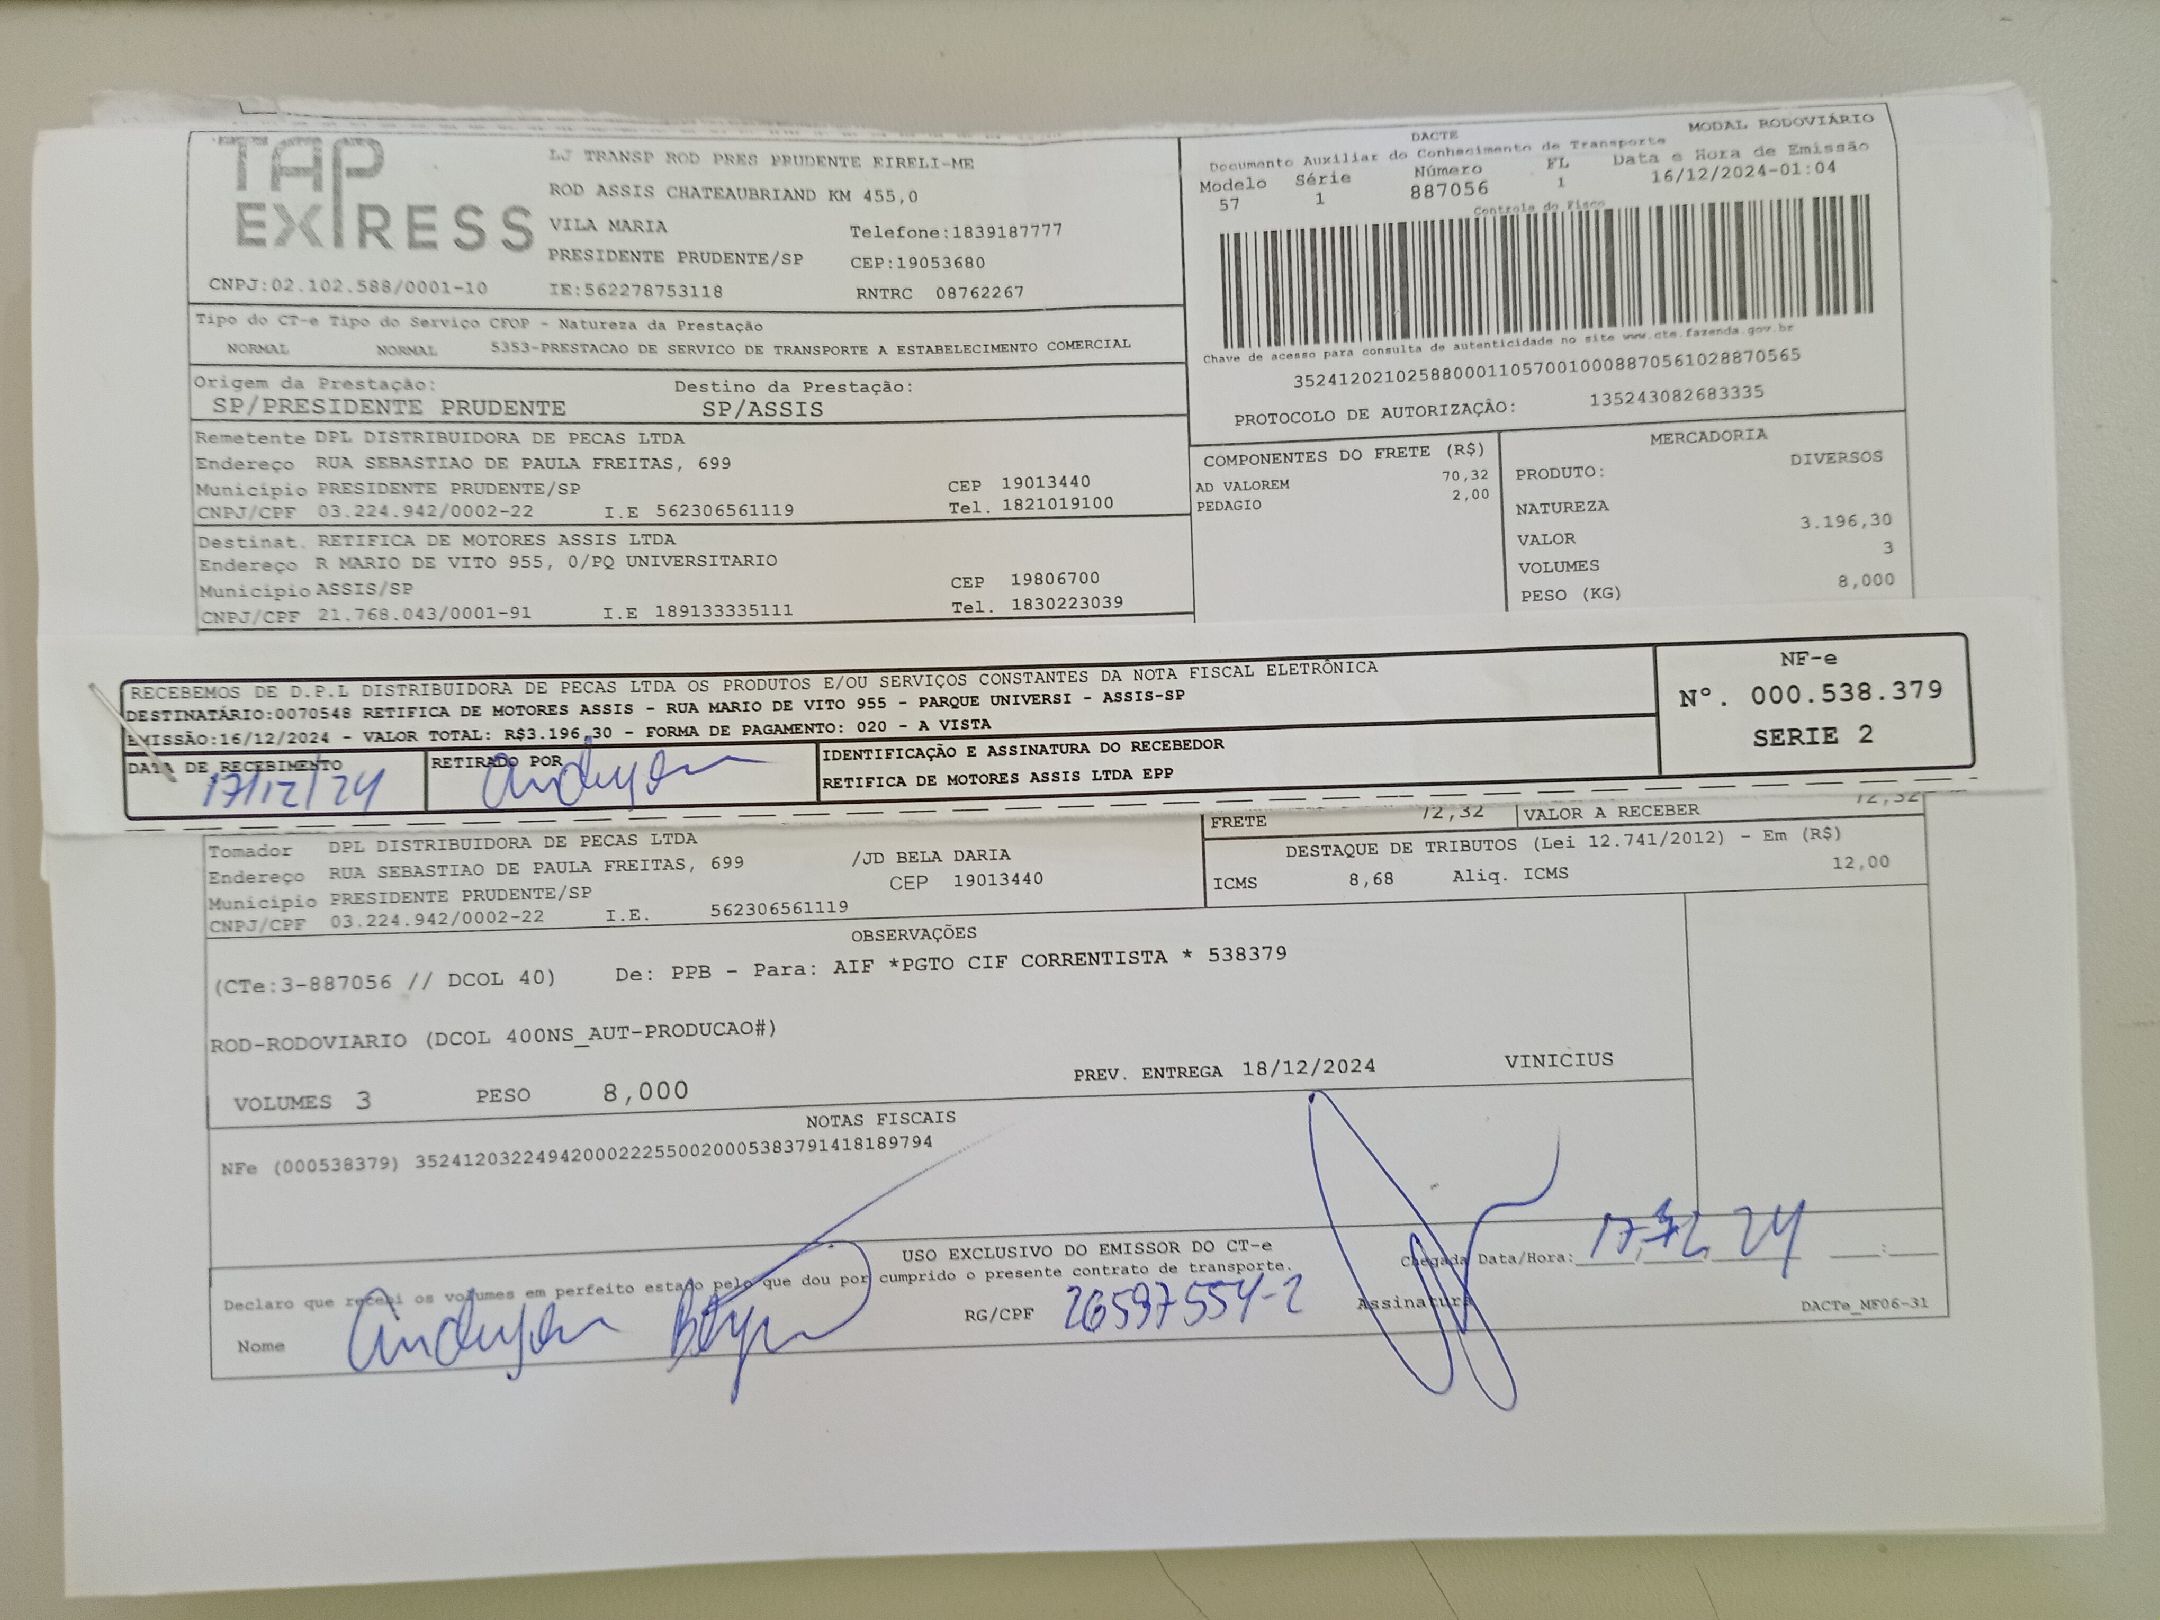 TAP EXPRESS
LJ TRANSP ROD PRES PRUDENTE EIRELI-ME
ROD ASSIS CHATEAUBRIAND KM 455,0
VILA MARIA Telefone:1839187777
PRESIDENTE PRUDENTE/SP CEP:19053680
CNPJ:02.102.588/0001-10 IE:562278753118 RNTRC 08762267
DACTE MODAL RODOVIÁRIO
Documento Auxiliar do Conhecimento de Transporte
Modelo Série Número FL Data e Hora de Emissão
57 1 887056 1 16/12/2024-01:04
Controle do Fisco
Chave de acesso para consulta de autenticidade no site www.cte.fazenda.gov.br
35241202102588000110570010008870561028870565
PROTOCOLO DE AUTORIZAÇÃO: 135243082683335
Tipo do CT-e Tipo do Serviço CFOP - Natureza da Prestação
NORMAL NORMAL 5353-PRESTACAO DE SERVICO DE TRANSPORTE A ESTABELECIMENTO COMERCIAL
Origem da Prestação: Destino da Prestação:
SP/PRESIDENTE PRUDENTE SP/ASSIS
Remetente DPL DISTRIBUIDORA DE PECAS LTDA
Endereço RUA SEBASTIAO DE PAULA FREITAS, 699
Município PRESIDENTE PRUDENTE/SP CEP 19013440
CNPJ/CPF 03.224.942/0002-22 I.E 562306561119 Tel. 1821019100
Destinat. RETIFICA DE MOTORES ASSIS LTDA
Endereço R MARIO DE VITO 955, 0/PQ UNIVERSITARIO
Município ASSIS/SP CEP 19806700
CNPJ/CPF 21.768.043/0001-91 I.E 189133335111 Tel. 1830223039
COMPONENTES DO FRETE (R$)
AD VALOREM 70,32
PEDAGIO 2,00
MERCADORIA
PRODUTO: DIVERSOS
NATUREZA
VALOR 3.196,30
VOLUMES 3
PESO (KG) 8,000
RECEBEMOS DE D.P.L DISTRIBUIDORA DE PECAS LTDA OS PRODUTOS E/OU SERVIÇOS CONSTANTES DA NOTA FISCAL ELETRÔNICA
DESTINATÁRIO:0070548 RETIFICA DE MOTORES ASSIS - RUA MARIO DE VITO 955 - PARQUE UNIVERSI - ASSIS-SP
EMISSÃO:16/12/2024 - VALOR TOTAL: R$3.196,30 - FORMA DE PAGAMENTO: 020 - A VISTA
DATA DE RECEBIMENTO RETIRADO POR IDENTIFICAÇÃO E ASSINATURA DO RECEBEDOR
17/12/24 RETIFICA DE MOTORES ASSIS LTDA EPP
NF-e
Nº. 000.538.379
SERIE 2
FRETE 72,32 VALOR A RECEBER 72,32
Tomador DPL DISTRIBUIDORA DE PECAS LTDA
Endereço RUA SEBASTIAO DE PAULA FREITAS, 699 /JD BELA DARIA
Município PRESIDENTE PRUDENTE/SP CEP 19013440
CNPJ/CPF 03.224.942/0002-22 I.E. 562306561119
DESTAQUE DE TRIBUTOS (Lei 12.741/2012) - Em (R$)
ICMS 8,68 Aliq. ICMS 12,00
OBSERVAÇÕES
(CTe:3-887056 // DCOL 40) De: PPB - Para: AIF *PGTO CIF CORRENTISTA * 538379
ROD-RODOVIARIO (DCOL 400NS_AUT-PRODUCAO#)
VOLUMES 3 PESO 8,000 PREV. ENTREGA 18/12/2024 VINICIUS
NOTAS FISCAIS
NFe (000538379) 35241203224942000222550020005383791418189794
USO EXCLUSIVO DO EMISSOR DO CT-e
Declaro que recebi os volumes em perfeito estado pelo que dou por cumprido o presente contrato de transporte.
Chegada Data/Hora: 17 12 24
Nome RG/CPF 26597554-2 Assinatura
DACTe_MF06-31